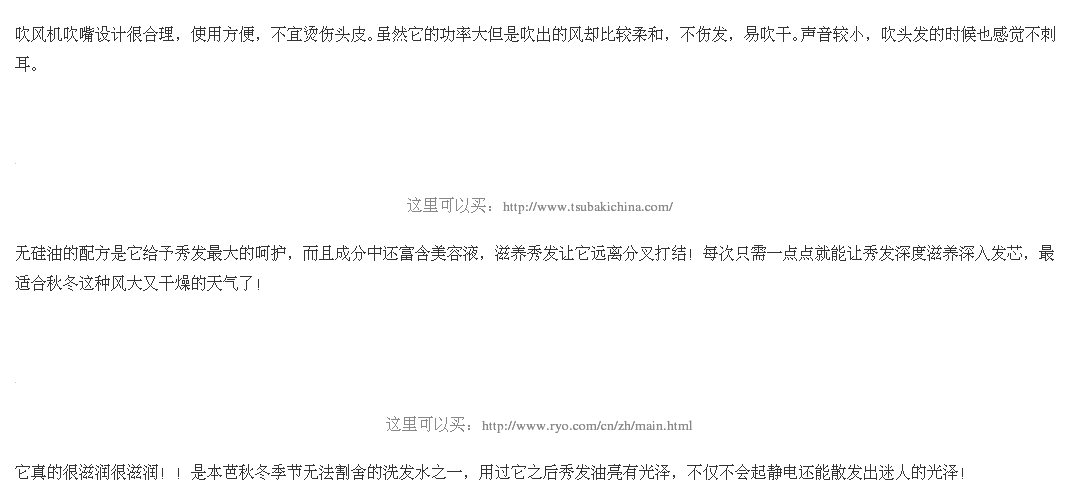 吹风机吹嘴设计很合理，使用方便，不宜烫伤头皮。虽然它的功率大但是吹出的风却比较柔和，不伤发，易吹干。声音较小，吹头发的时候也感觉不刺
耳。
这里可以买：http://www.tsubakichina.com/
无硅油的配方是它给予秀发最大的呵护，而且成分中还富含美容液，滋养秀发让它远离分叉打结！每次只需一点点就能让秀发深度滋养深入发芯，最
适合秋冬这种风大又干燥的天气了！
这里可以买：http://www.ryo.com/cn/zh/main.html
它真的很滋润很滋润！！是本芭秋冬季节无法割舍的洗发水之一，用过它之后秀发油亮有光泽，不仅不会起静电还能散发出迷人的光泽！